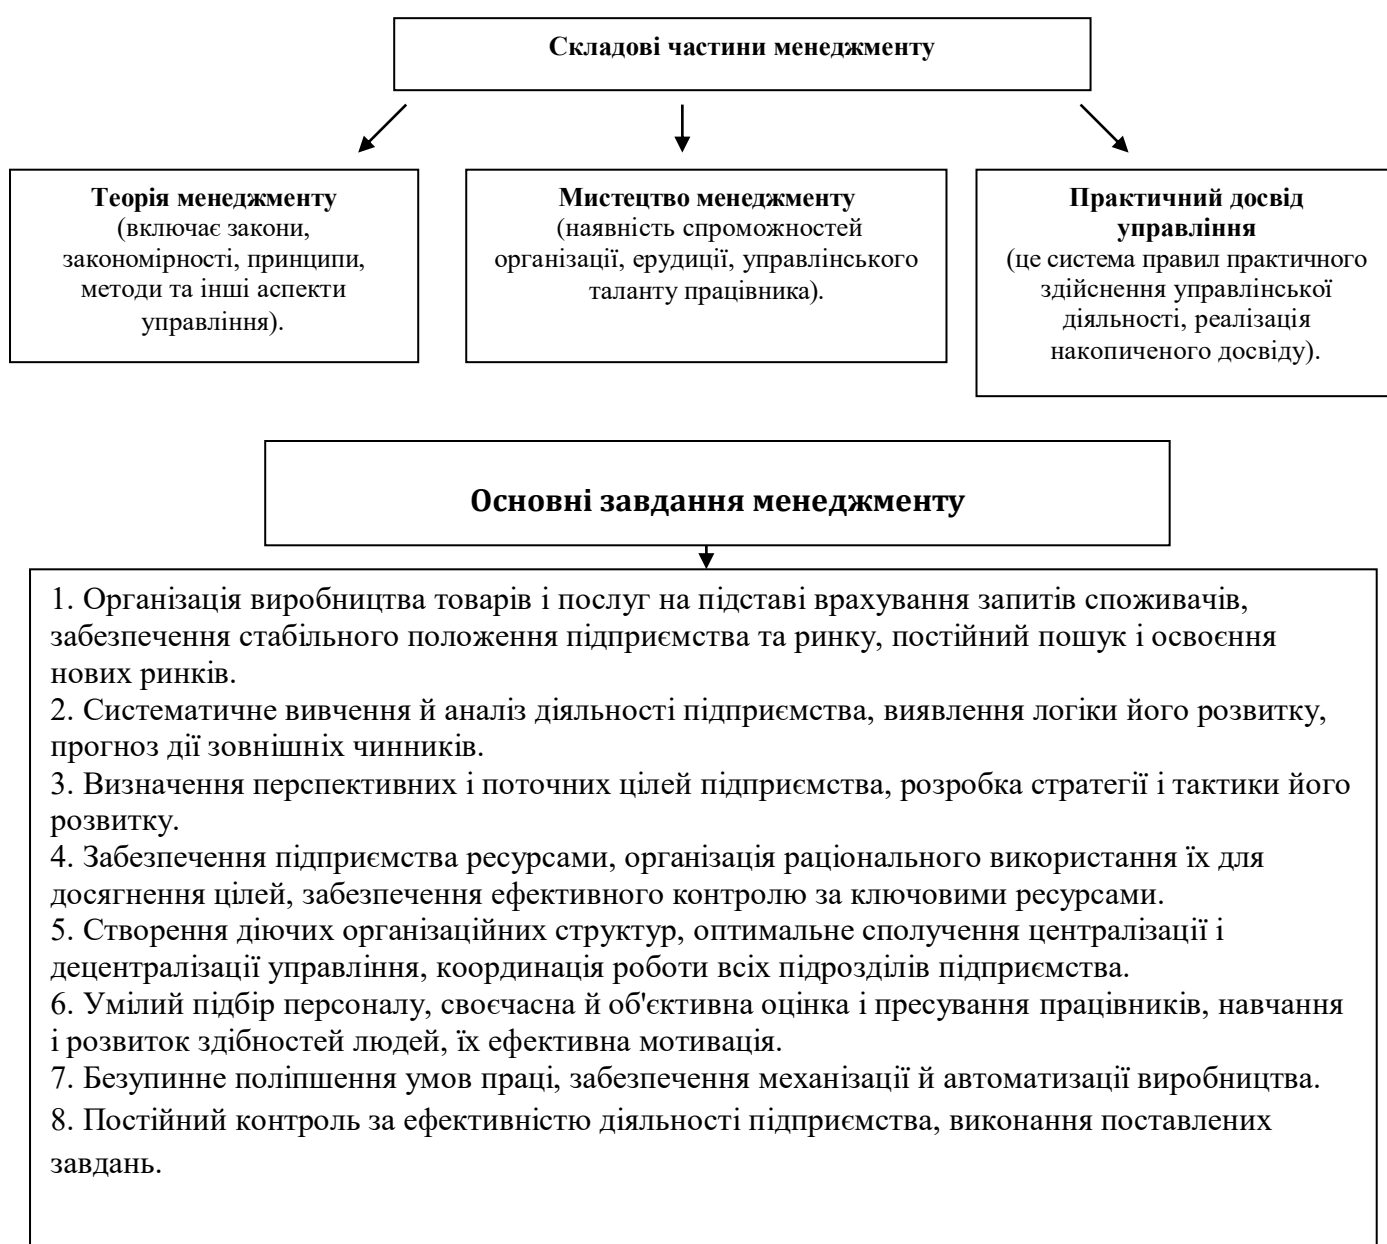 Складові частини менеджменту
Теорія менеджменту
(включає закони,
закономірності, принципи,
методи та інші аспекти
управління).
Мистецтво менеджменту
(наявність спроможностей
організації, ерудиції, управлінського
таланту працівника).
Практичний досвід
управління
(це система правил практичного
здійснення управлінської
діяльності, реалізація
накопиченого досвіду).
Основні завдання менеджменту
1. Організація виробництва товарів і послуг на підставі врахування запитів споживачів,
забезпечення стабільного положення підприємства та ринку, постійний пошук і освоєння
нових ринків.
2. Систематичне вивчення й аналіз діяльності підприємства, виявлення логіки його розвитку,
прогноз дії зовнішніх чинників.
3. Визначення перспективних і поточних цілей підприємства, розробка стратегії і тактики його
розвитку.
4. Забезпечення підприємства ресурсами, організація раціонального використання їх для
досягнення цілей, забезпечення ефективного контролю за ключовими ресурсами.
5. Створення діючих організаційних структур, оптимальне сполучення централізації і
децентралізації управління, координація роботи всіх підрозділів підприємства.
6. Умілий підбір персоналу, своєчасна й об'єктивна оцінка і пресування працівників, навчання
і розвиток здібностей людей, їх ефективна мотивація.
7. Безупинне поліпшення умов праці, забезпечення механізації й автоматизації виробництва.
8. Постійний контроль за ефективністю діяльності підприємства, виконання поставлених
завдань.